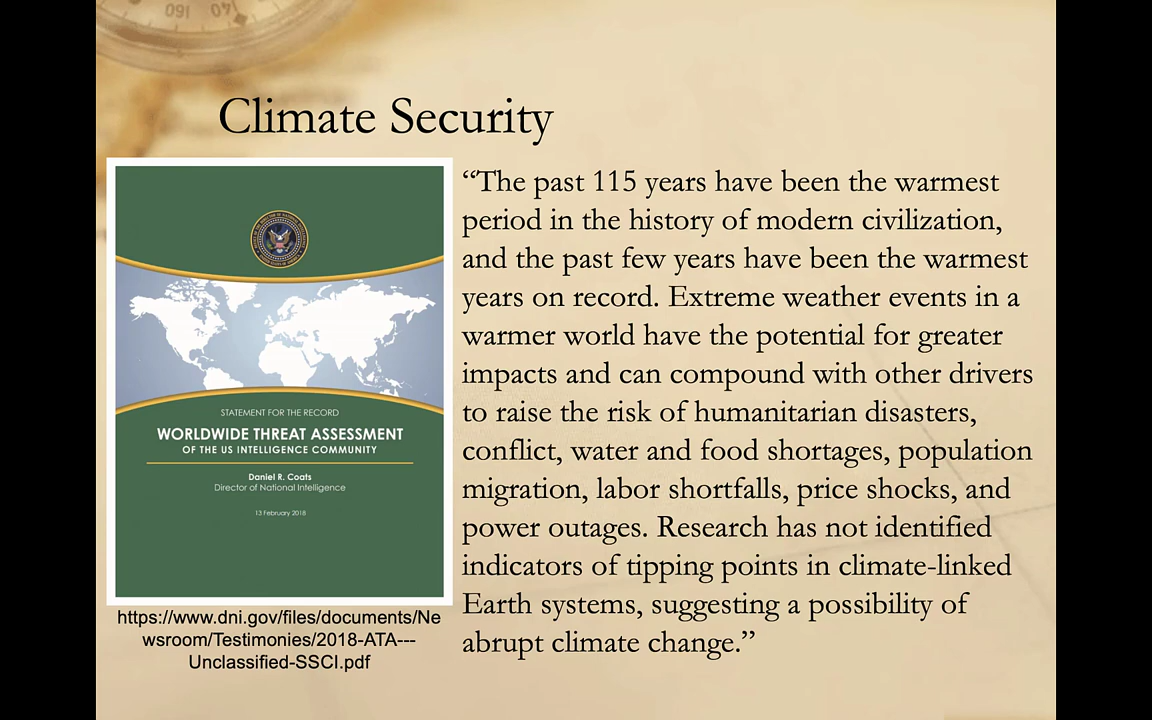 Climate Security
STATEMENT FOR THE RECORD
WORLDWIDE THREAT ASSESSMENT
OF THE US INTELLIGENCE COMMUNITY
Daniel R. Coats
Director of National Intelligence
13 February 2018
https://www.dni.gov/files/documents/Ne
wsroom/Testimonies/2018-ATA---
Unclassified-SSCI.pdf
“The past 115 years have been the warmest
period in the history of modern civilization,
and the past few years have been the warmest
years on record. Extreme weather events in a
warmer world have the potential for greater
impacts and can compound with other drivers
to raise the risk of humanitarian disasters,
conflict, water and food shortages, population
migration, labor shortfalls, price shocks, and
power outages. Research has not identified
indicators of tipping points in climate-linked
Earth systems, suggesting a possibility of
abrupt climate change.”